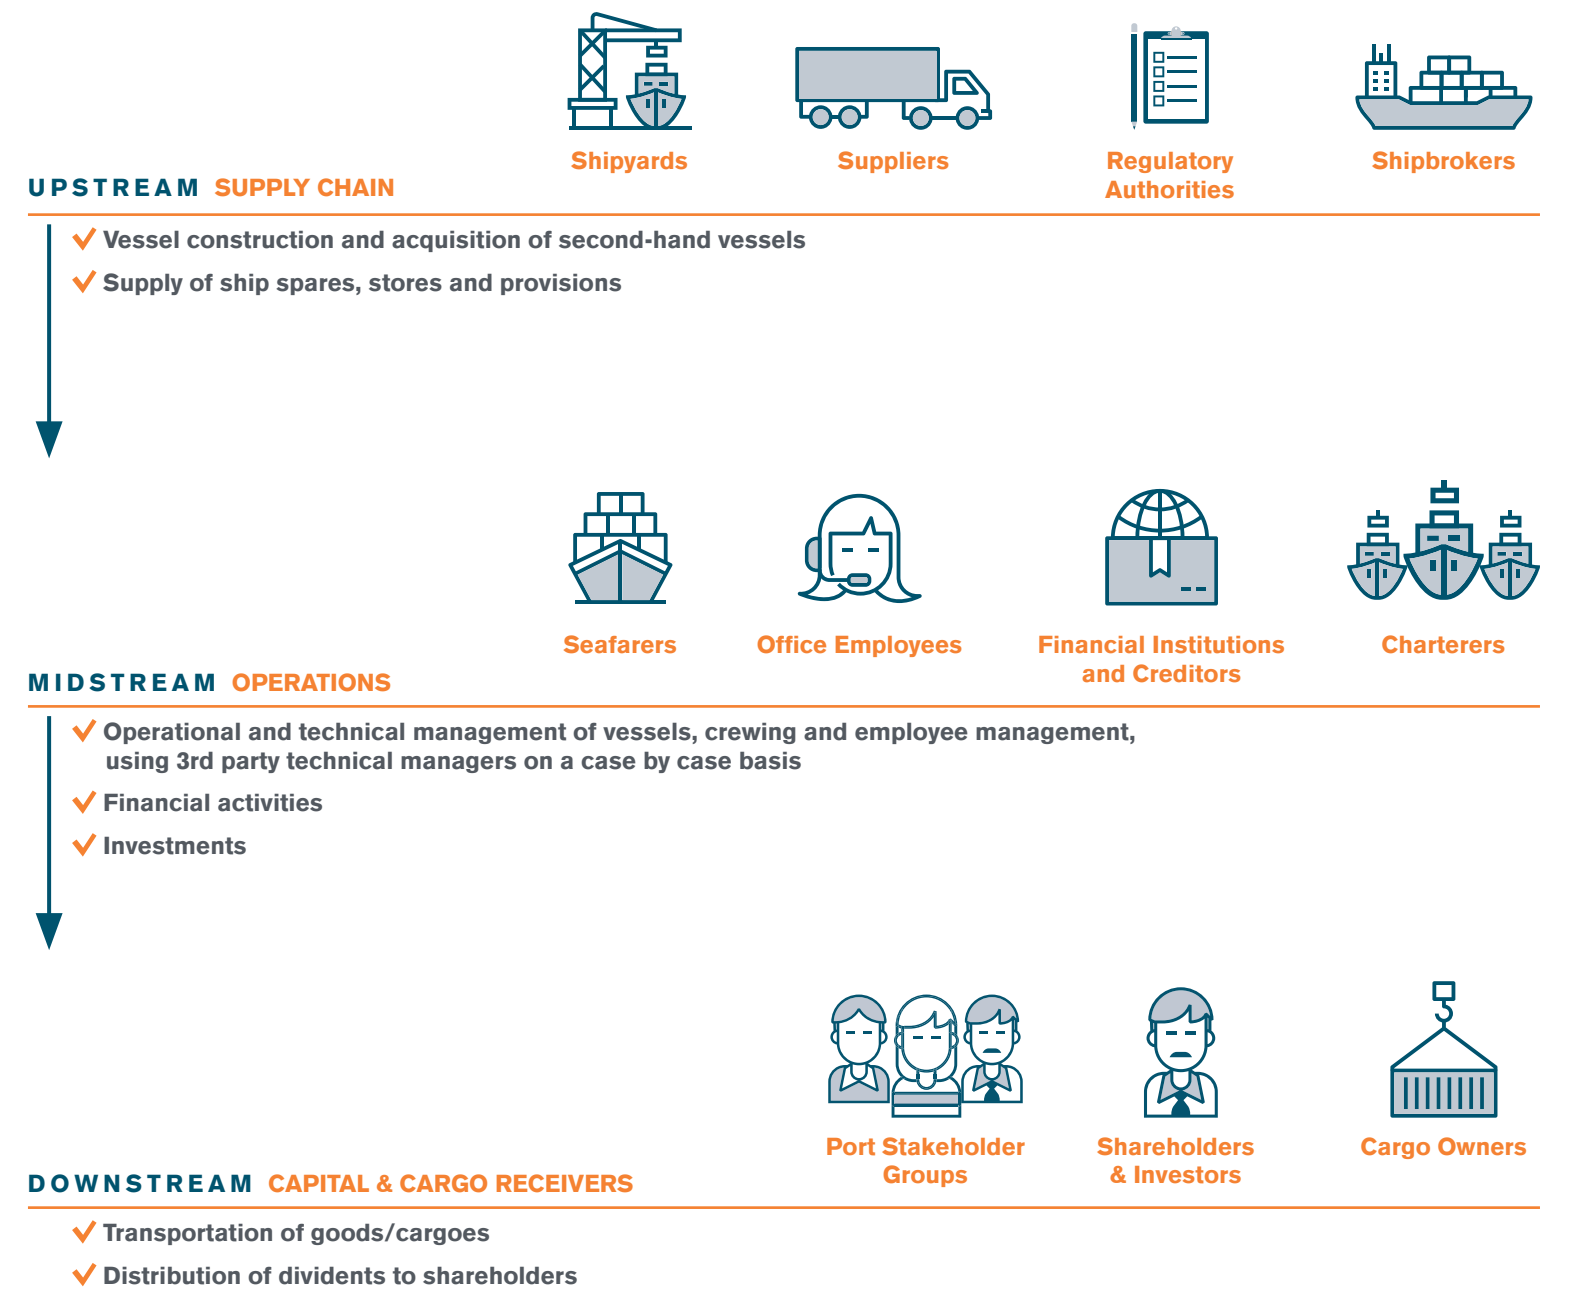 Shipyards
Suppliers
Regulatory
Authorities
Shipbrokers
UPSTREAM SUPPLY CHAIN
Vessel construction and acquisition of second-hand vessels
Supply of ship spares, stores and provisions
Seafarers
Office Employees
Financial Institutions
and Creditors
Charterers
MIDSTREAM OPERATIONS
Operational and technical management of vessels, crewing and employee management,
using 3rd party technical managers on a case by case basis
Financial activities
Investments
Port Stakeholder
Groups
Shareholders
& Investors
Cargo Owners
DOWNSTREAM CAPITAL & CARGO RECEIVERS
Transportation of goods/cargoes
Distribution of dividents to shareholders